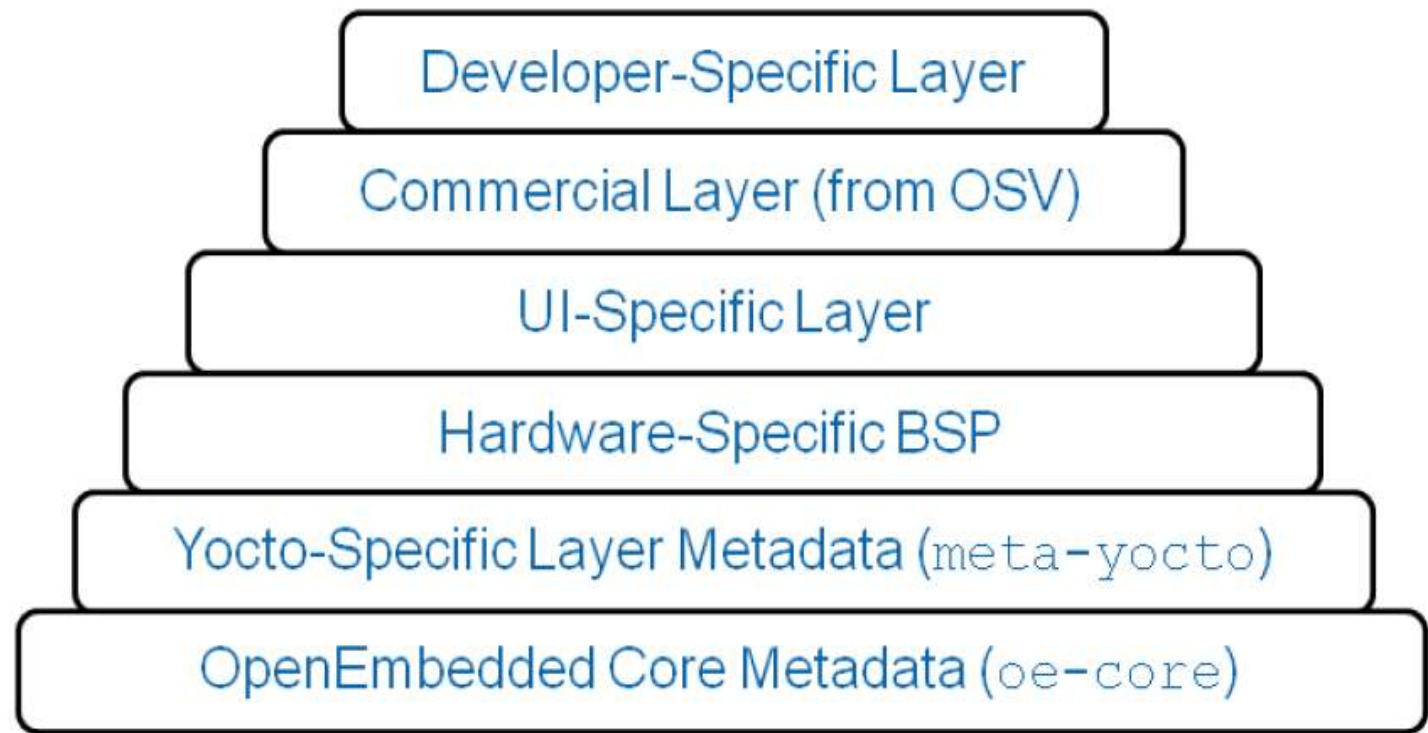 Developer-Specific Layer
Commercial Layer (from OSV)
UI-Specific Layer
Hardware-Specific BSP
Yocto-Specific Layer Metadata (meta-yocto)
OpenEmbedded Core Metadata (oe-core)